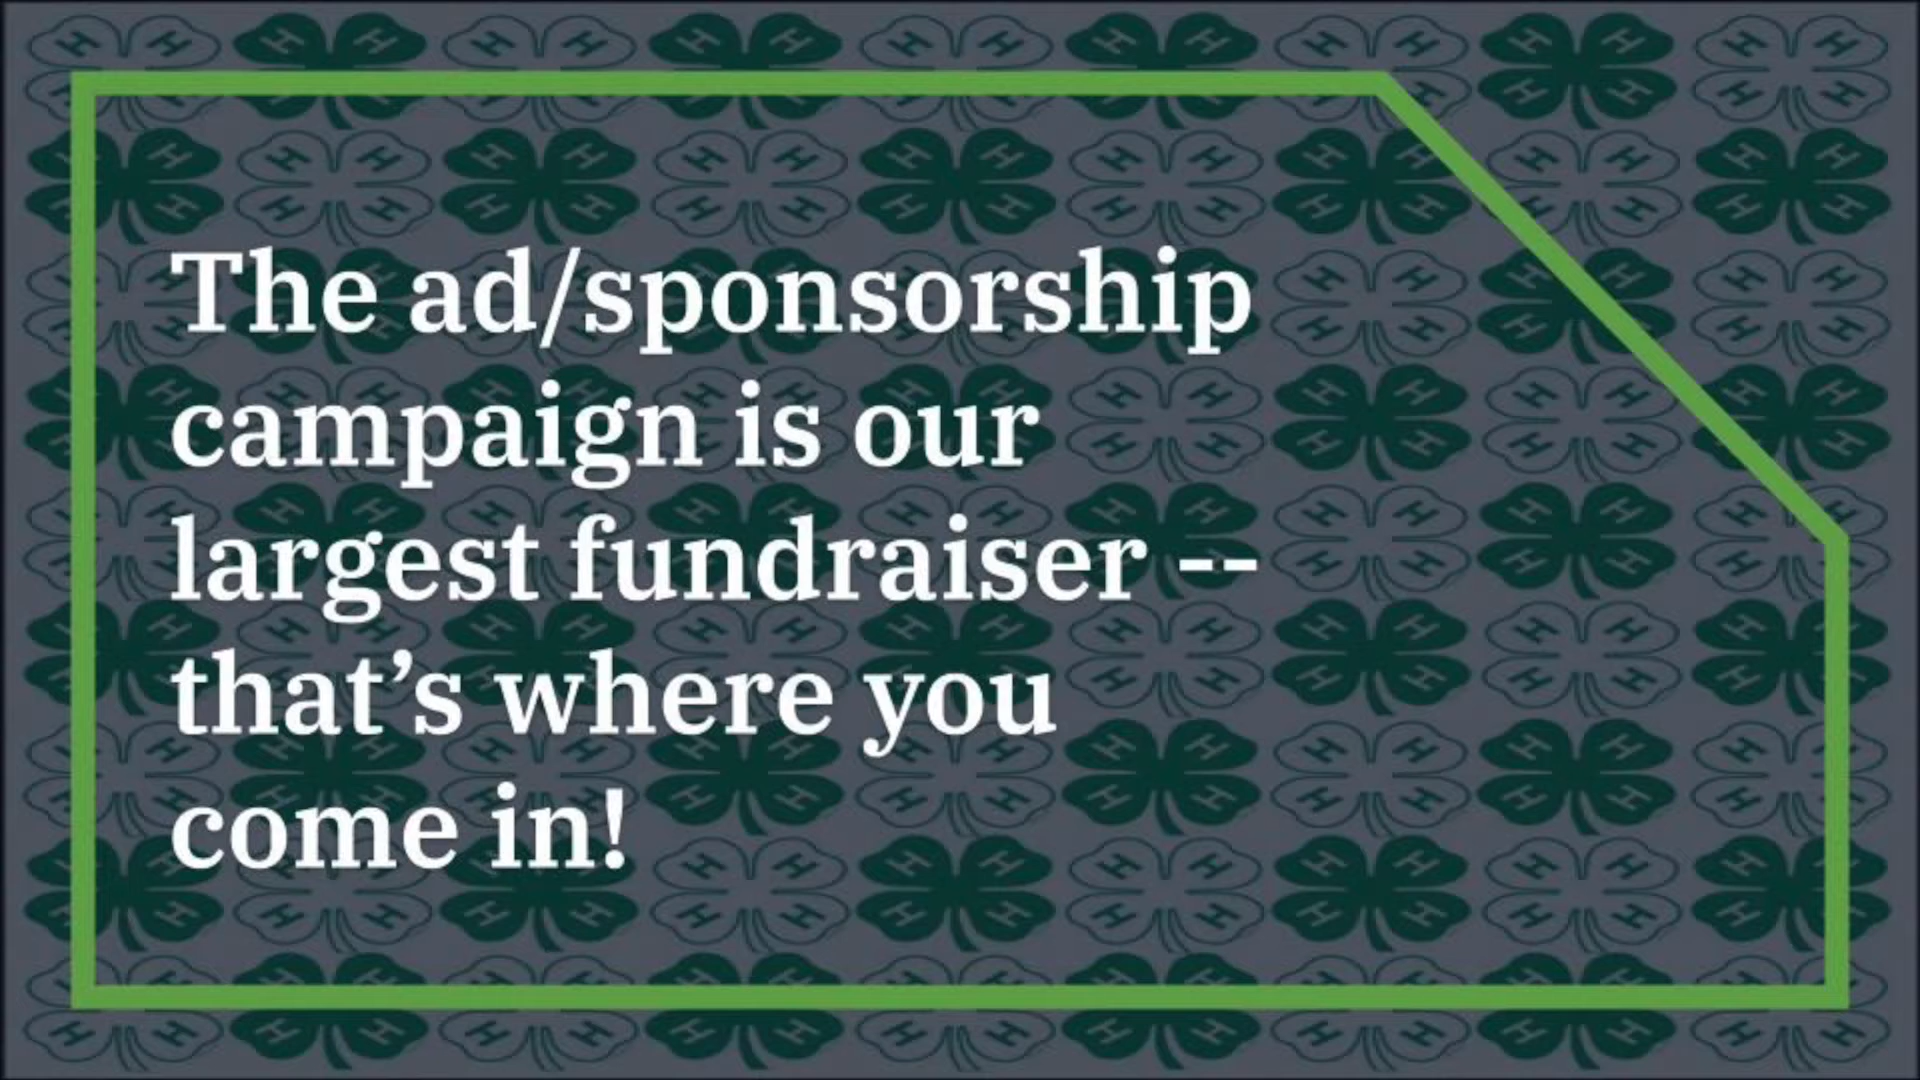 The ad/sponsorship
campaign is our
largest fundraiser --
that’s where you
come in!